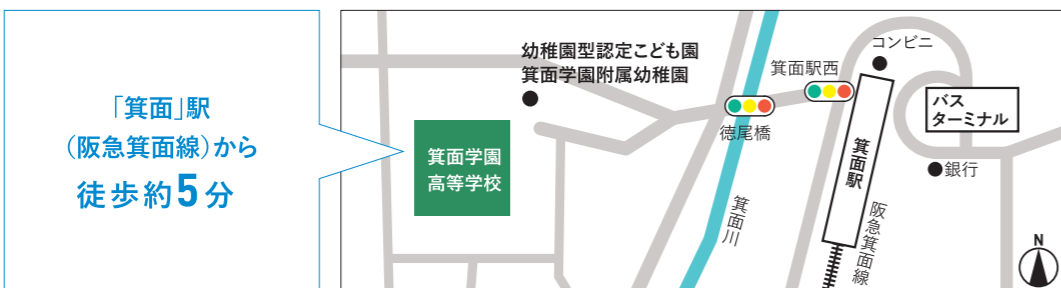 「箕面」駅
（阪急箕面線）から
徒歩約5分
幼稚園型認定こども園
箕面学園附属幼稚園
箕面学園
高等学校
徳尾橋
箕面駅西
コンビニ
バス
ターミナル
箕面駅
銀行
箕面川
阪急箕面線
N